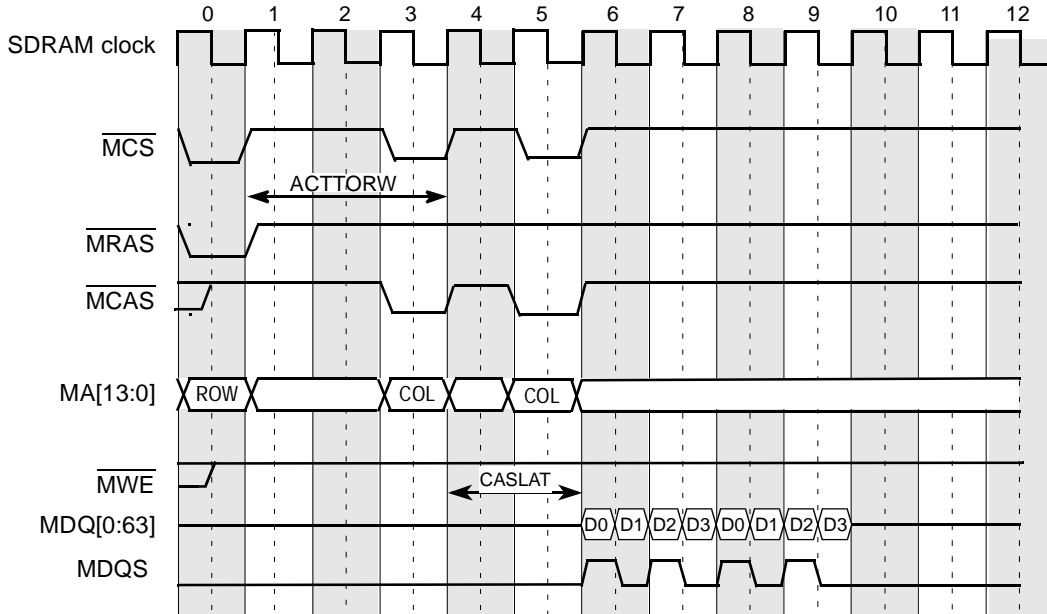 0 1 2 3 4 5 6 7 8 9 10 11 12
SDRAM clock
MCS
ACTTORW
MRAS
MCAS
MA[13:0] ROW COL COL
MWE
CASLAT
MDQ[0:63] D0 D1 D2 D3 D0 D1 D2 D3
MDQS